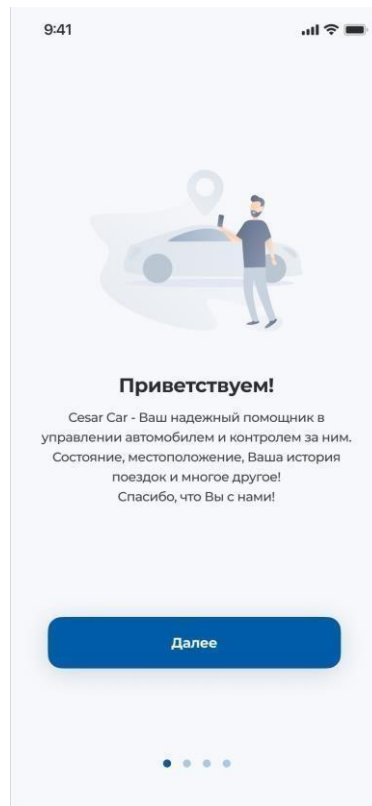 9:41
Приветствуем!
Cesar Car - Ваш надежный помощник в
управлении автомобилем и контролем за ним.
Состояние, местоположение, Ваша история
поездок и многое другое!
Спасибо, что Вы с нами!
Далее